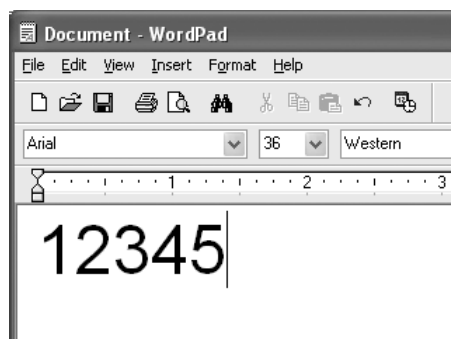 Document - WordPad
File Edit View Insert Format Help
Arial 36 Western
1 2 3
12345